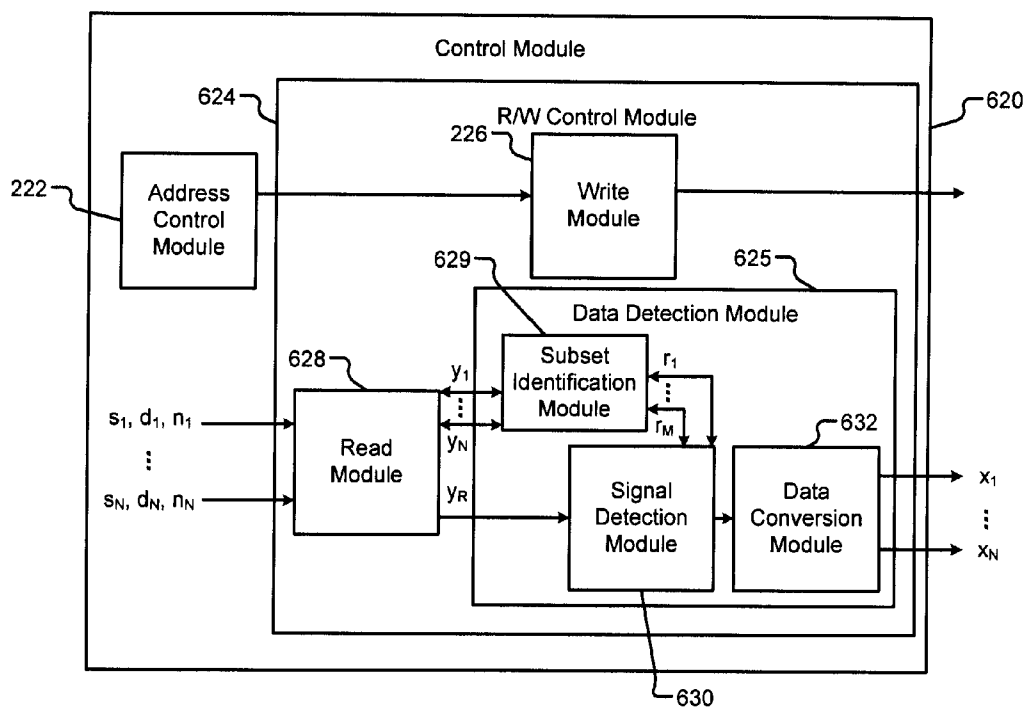 Control Module
624
620
R/W Control Module
226
222
Address
Control
Module
Write
Module
629
625
Data Detection Module
628
y1
Subset
Identification
Module
r1
s1, d1, n1
yN
rM
632
Read
Module
sN, dN, nN
yR
Signal
Detection
Module
Data
Conversion
Module
x1
xN
630